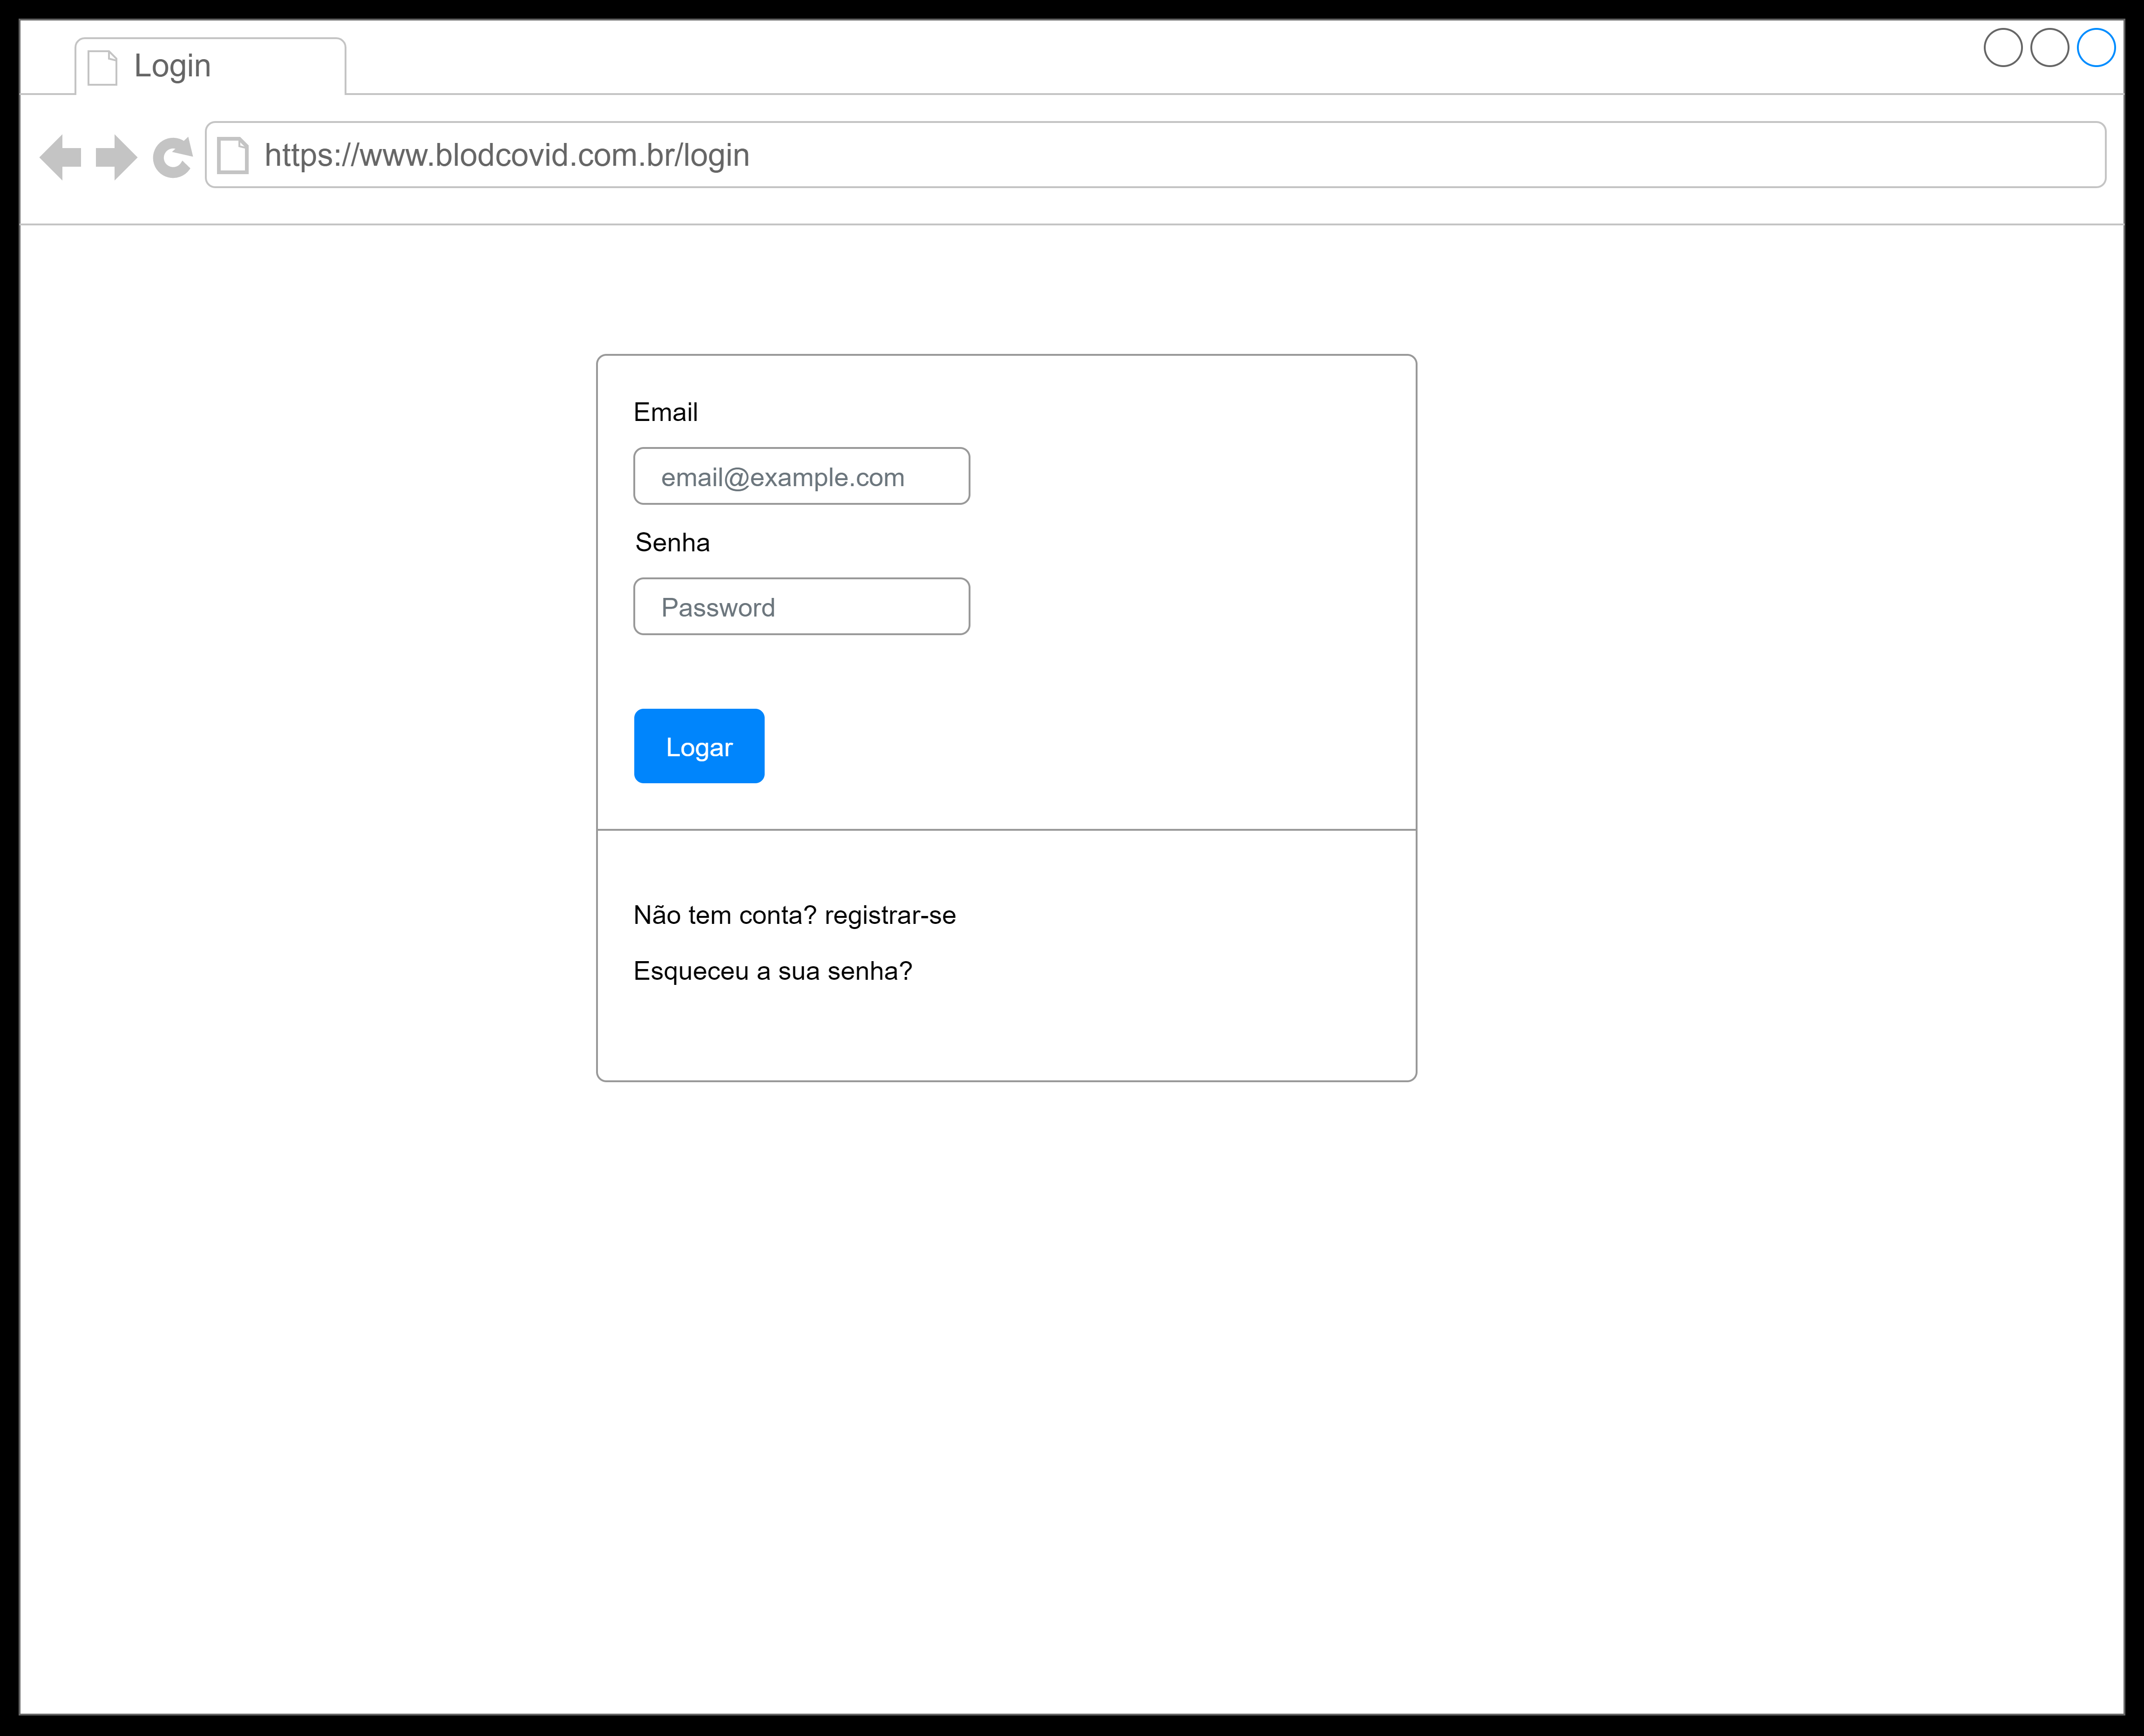 Login
https://www.blodcovid.com.br/login
Email
email@example.com
Senha
Password
Logar
Não tem conta? registrar-se
Esqueceu a sua senha?